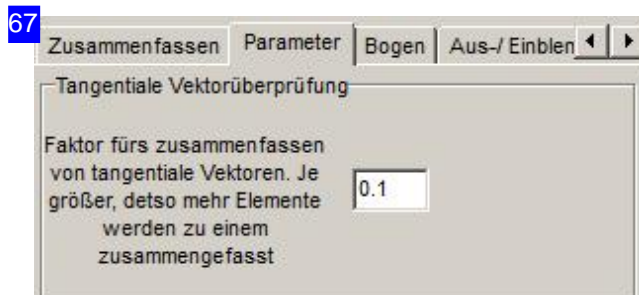 67
Zusammenfassen Parameter Bogen Aus-/ Einblen
Tangentiale Vektorüberprüfung
Faktor fürs zusammenfassen
von tangentiale Vektoren. Je
größer, detso mehr Elemente
werden zu einem
zusammengefasst
0.1